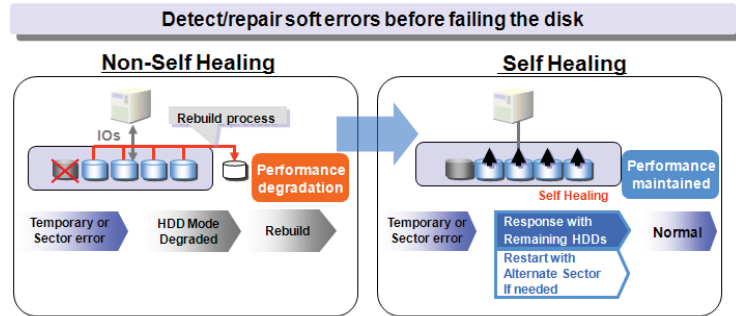 Detect/repair soft errors before failing the disk
Non-Self Healing
IOs
Rebuild process
Performance
degradation
Temporary or
Sector error
HDD Mode
Degraded
Rebuild
Self Healing
Self Healing
Performance
maintained
Temporary or
Sector error
Response with
Remaining HDDs
Restart with
Alternate Sector
If needed
Normal